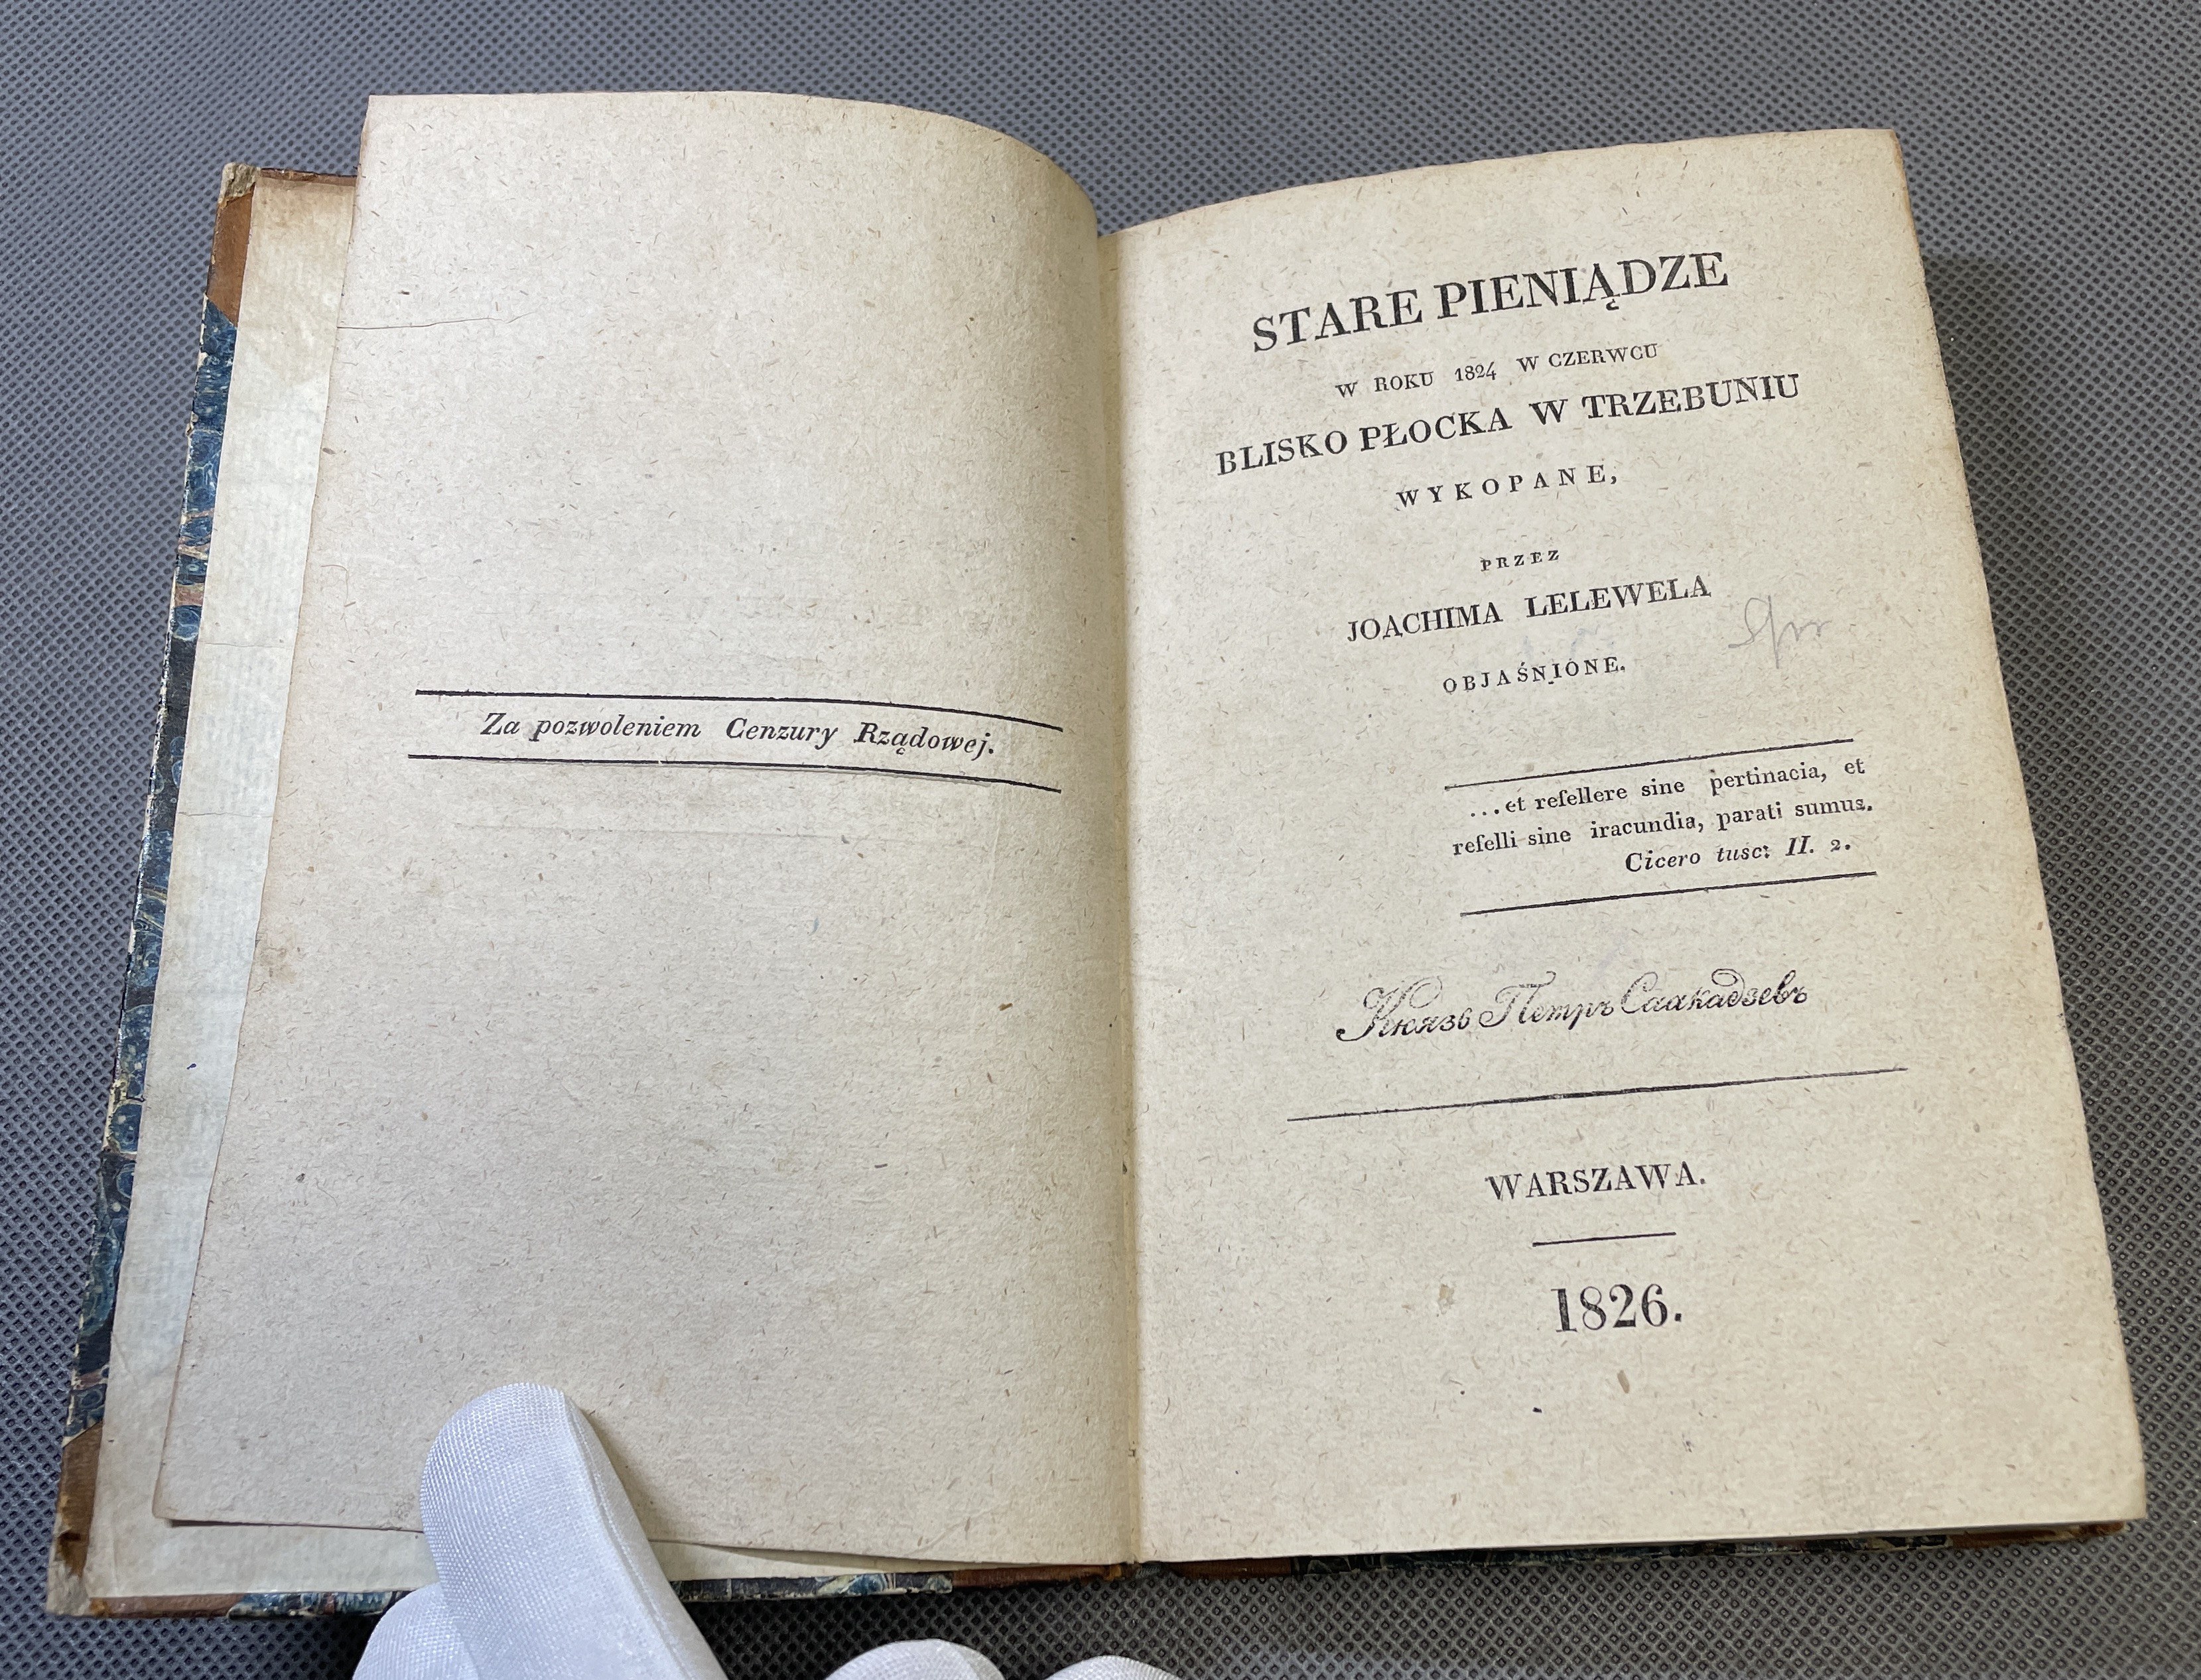 Za pozwoleniem Cenzury Rządowej.
STARE PIENIĄDZE
W ROKU 1824 W CZERWCU
BLISKO PŁOCKA W TRZEBUNIU
WYKOPANE,
PRZEZ
JOACHIMA LELEWELA
OBJAŚNIONE.
...et refellere sine pertinacia, et
refelli sine iracundia, parati sumus.
Cicero tusc: II. 2.
Князь Петръ Саакадзевъ
WARSZAWA.
1826.